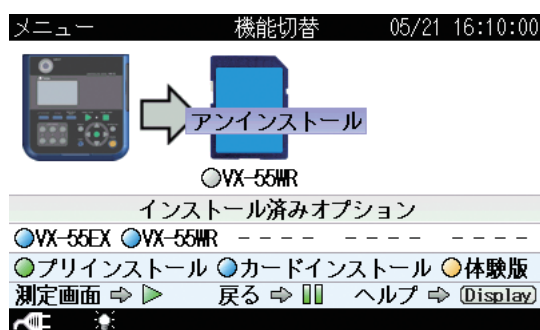 メニュー 機能切替 05/21 16:10:00
アンインストール
VX-55WR
インストール済みオプション
VX-55EX VX-55WR ---- ---- ----
プリインストール カードインストール 体験版
測定画面 ⇨ ▷ 戻る ⇨ ▯▯ ヘルプ ⇨ Display